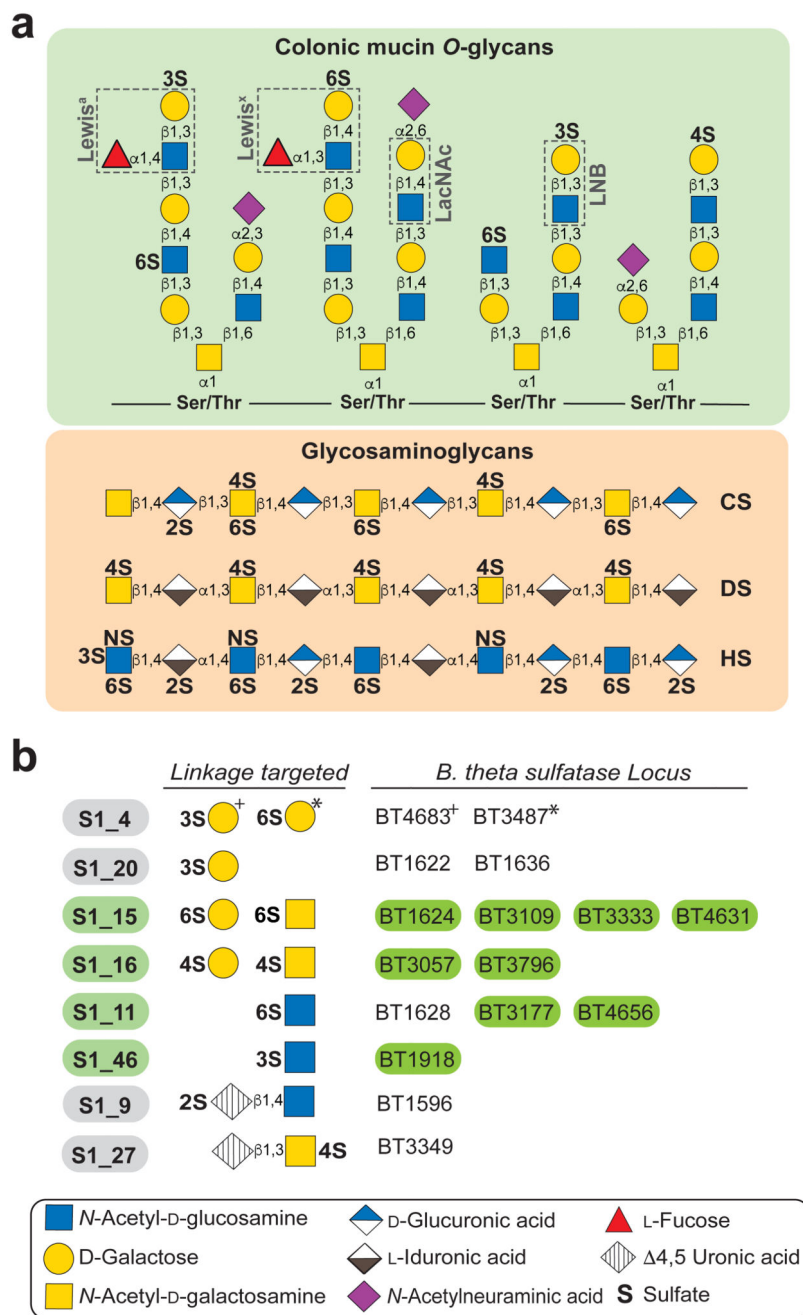 a
Colonic mucin O-glycans
3S 6S
Lewisᵃ Lewisˣ
β1,3 β1,4 α2,6 3S 4S
α1,4 α1,3 LacNAc LNB
β1,3 β1,3 β1,4 β1,3 β1,4
6S
β1,4 α2,3 β1,4 β1,3 β1,3 β1,3
6S
β1,3 β1,4 β1,3 β1,4 β1,3 β1,4 α2,6 β1,4
β1,3 β1,6 β1,3 β1,6 β1,3 β1,6 β1,3 β1,6
α1 α1 α1 α1
Ser/Thr Ser/Thr Ser/Thr Ser/Thr
Glycosaminoglycans
4S 4S
β1,4 β1,3 β1,4 β1,3 β1,4 β1,3 β1,4 β1,3 β1,4 CS
2S 6S 6S 6S
4S 4S 4S 4S 4S
β1,4 α1,3 β1,4 α1,3 β1,4 α1,3 β1,4 α1,3 β1,4 DS
NS NS NS
3S β1,4 α1,4 β1,4 β1,4 β1,4 α1,4 β1,4 β1,4 β1,4 HS
6S 2S 6S 2S 6S 2S 6S 2S
b
Linkage targeted B. theta sulfatase Locus
S1_4 3S + 6S * BT4683+ BT3487*
S1_20 3S BT1622 BT1636
S1_15 6S 6S BT1624 BT3109 BT3333 BT4631
S1_16 4S 4S BT3057 BT3796
S1_11 6S BT1628 BT3177 BT4656
S1_46 3S BT1918
S1_9 2S β1,4 BT1596
S1_27 β1,3 4S BT3349
N-Acetyl-D-glucosamine D-Glucuronic acid L-Fucose
D-Galactose L-Iduronic acid Δ4,5 Uronic acid
N-Acetyl-D-galactosamine N-Acetylneuraminic acid S Sulfate